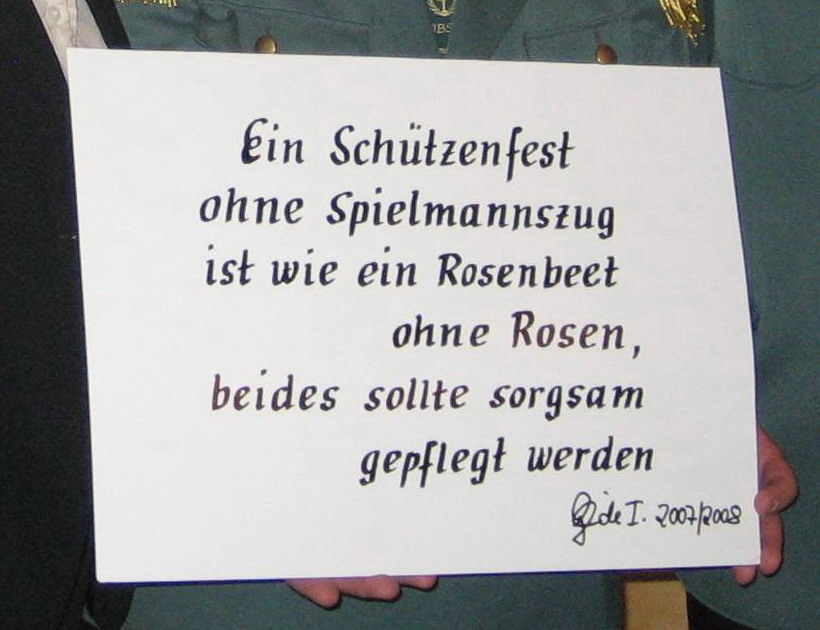 Ein Schützenfest
ohne Spielmannszug
ist wie ein Rosenbeet
ohne Rosen,
beides sollte sorgsam
gepflegt werden
I. 2007/2008